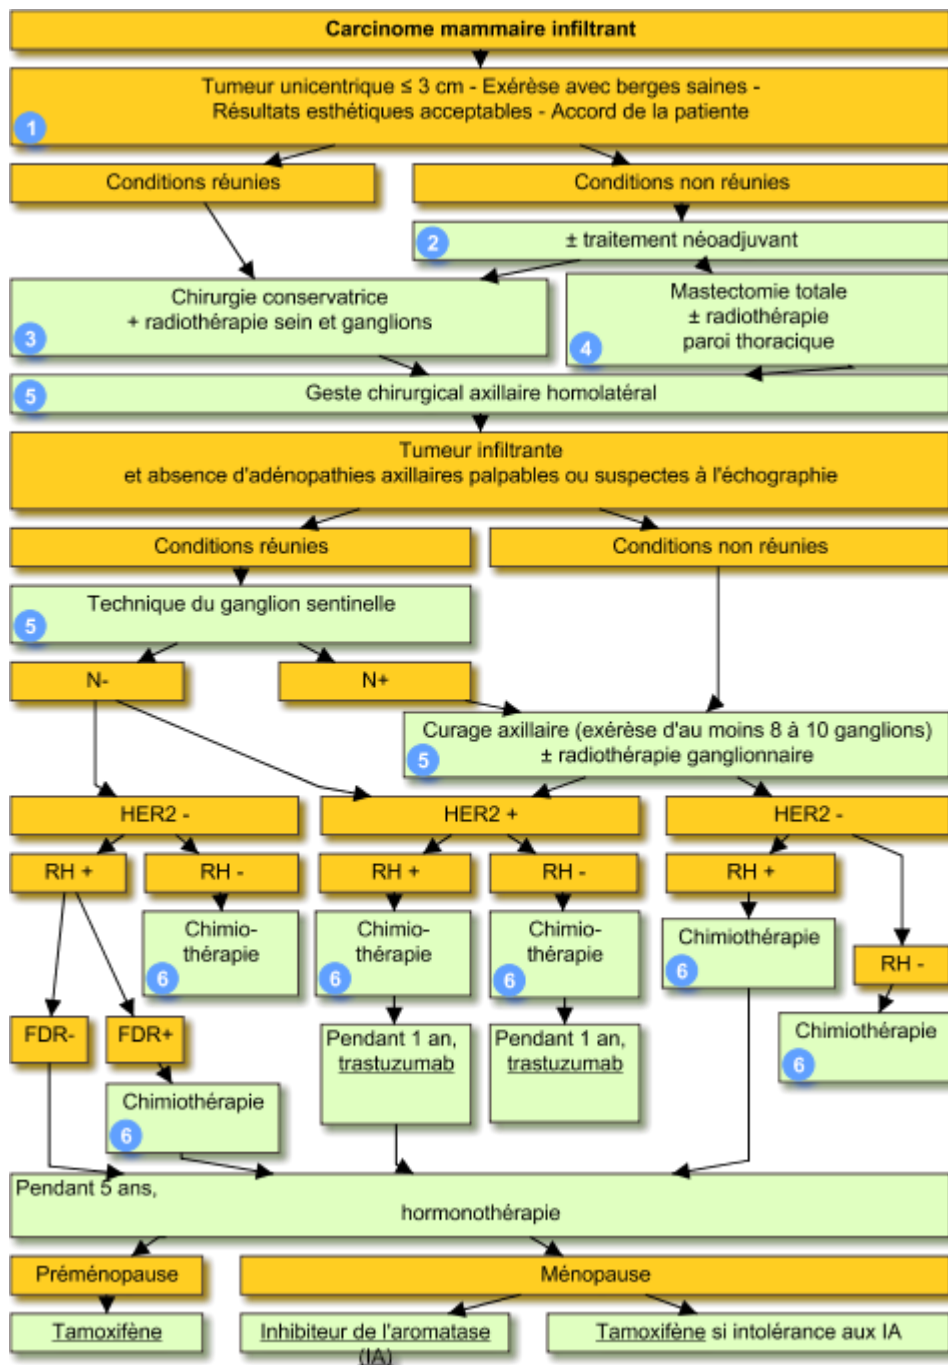 Carcinome mammaire infiltrant
Tumeur unicentrique ≤ 3 cm - Exérèse avec berges saines -
Résultats esthétiques acceptables - Accord de la patiente
1
Conditions réunies
Conditions non réunies
2
± traitement néoadjuvant
Chirurgie conservatrice
+ radiothérapie sein et ganglions
3
Mastectomie totale
± radiothérapie
paroi thoracique
4
5
Geste chirurgical axillaire homolatéral
Tumeur infiltrante
et absence d'adénopathies axillaires palpables ou suspectes à l'échographie
Conditions réunies
Conditions non réunies
Technique du ganglion sentinelle
5
N-
N+
Curage axillaire (exérèse d'au moins 8 à 10 ganglions)
± radiothérapie ganglionnaire
5
HER2 -
HER2 +
HER2 -
RH +
RH -
RH +
RH -
RH +
Chimio-
thérapie
6
Chimio-
thérapie
6
Chimio-
thérapie
6
Chimiothérapie
6
RH -
FDR-
FDR+
Pendant 1 an,
trastuzumab
Pendant 1 an,
trastuzumab
Chimiothérapie
6
Chimiothérapie
6
Pendant 5 ans,
hormonothérapie
Préménopause
Ménopause
Tamoxifène
Inhibiteur de l'aromatase
(IA)
Tamoxifène si intolérance aux IA